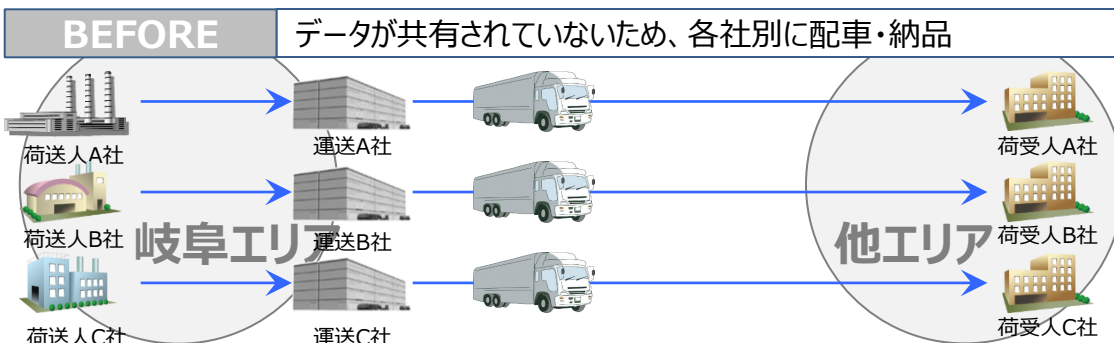 BEFORE
データが共有されていないため、各社別に配車・納品
荷送人A社
運送A社
荷受人A社
荷送人B社
運送B社
荷受人B社
岐阜エリア
他エリア
荷送人C社
運送C社
荷受人C社